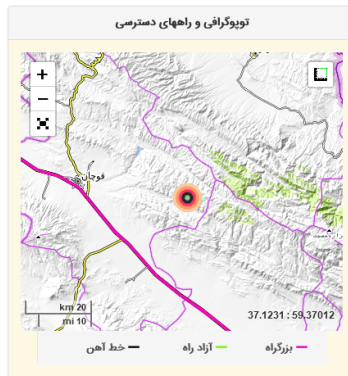 توپوگرافی و راههای دسترسی
+
−
قوچان
20 km
10 mi
37.1231 : 59.37012
بزرگراه
آزاد راه
خط آهن